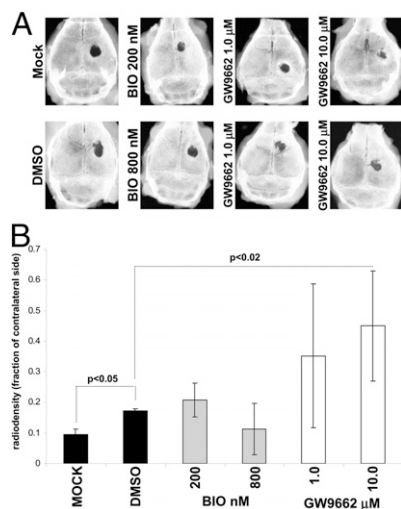 A
Mock
BIO 200 nM
GW9662 1.0 µM
GW9662 10.0 µM
DMSO
BIO 800 nM
GW9662 1 µM
GW9662 10.0 µM
B
radiodensity (fraction of contralateral side)
0.7
0.6
0.5
0.4
0.3
0.2
0.1
0
p<0.02
p<0.05
MOCK
DMSO
200
800
1.0
10.0
BIO nM
GW9662 µM